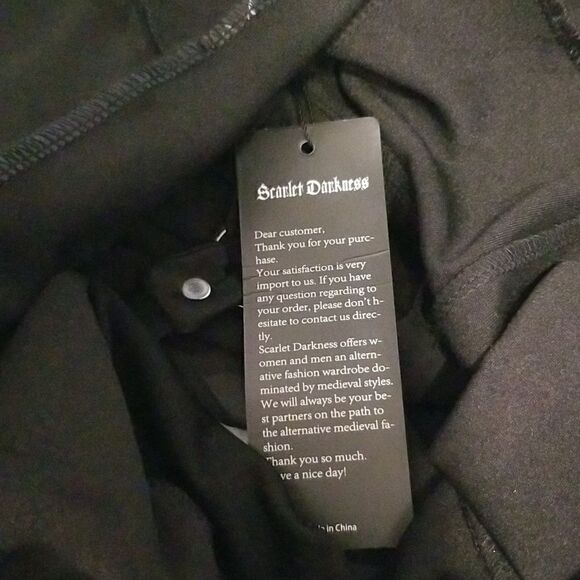 Scarlet Darkness
Dear customer,
Thank you for your purc-
hase.
Your satisfaction is very
import to us. If you have
any question regarding to
your order, please don't h-
esitate to contact us direc-
tly.
Scarlet Darkness offers w-
omen and men an altern-
ative fashion wardrobe do-
minated by medieval styles.
We will always be your be-
st partners on the path to
the alternative medieval fa-
shion.
Thank you so much.
ve a nice day!
in China